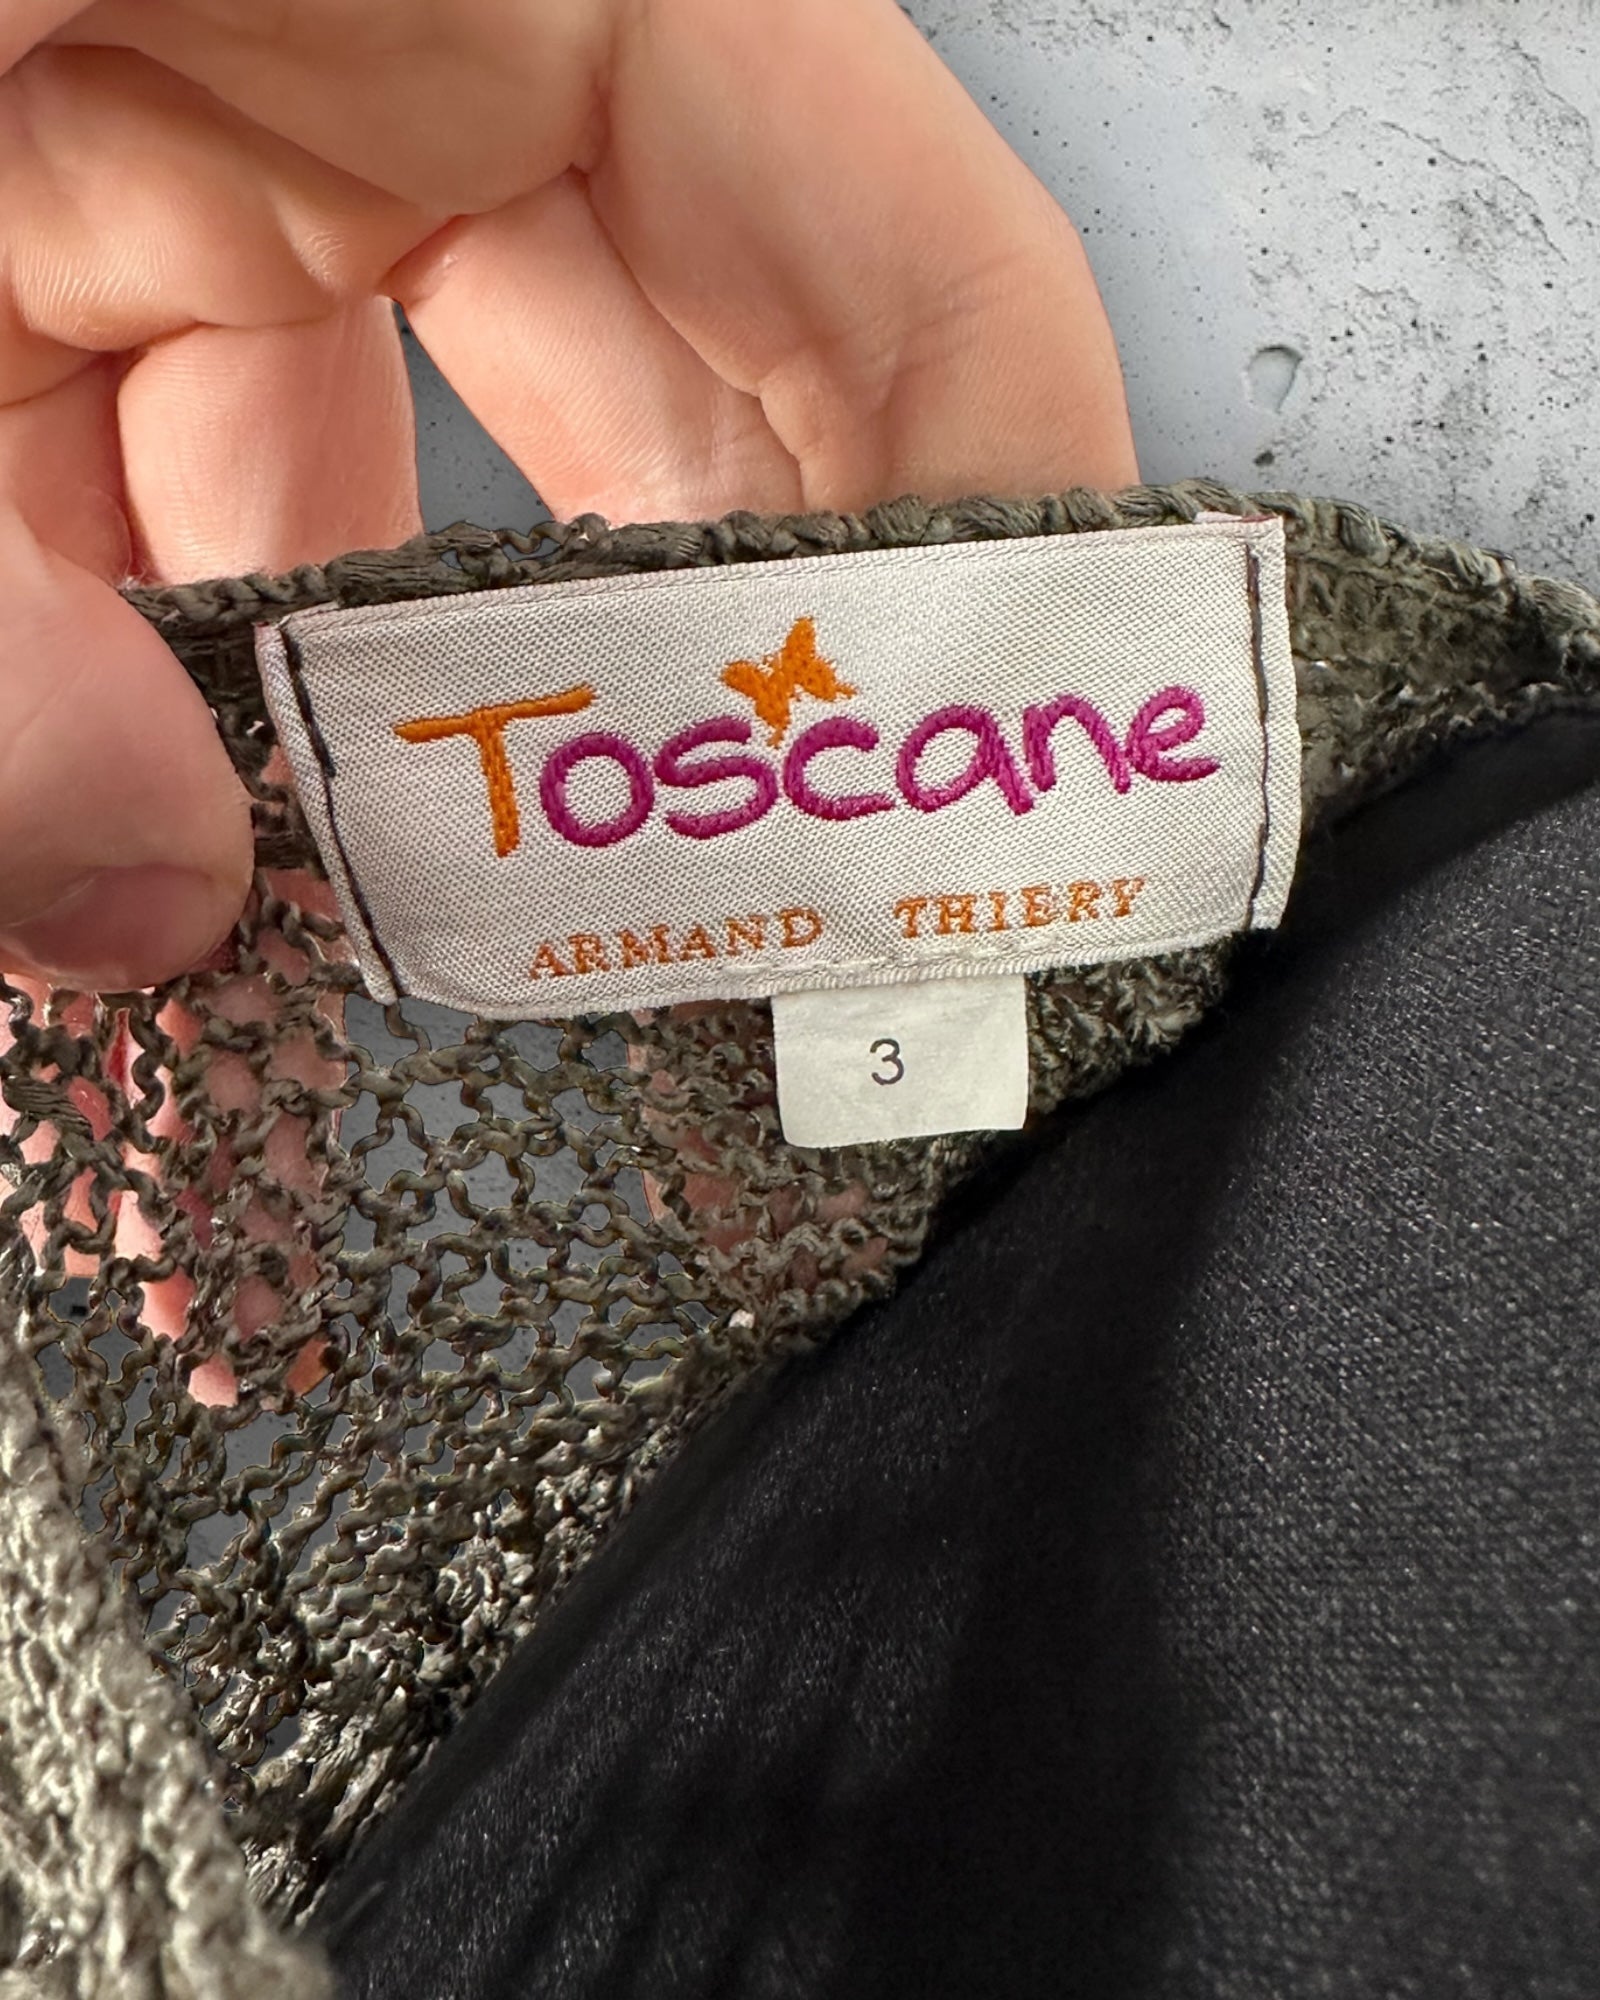 Toscane
ARMAND THIERY
3